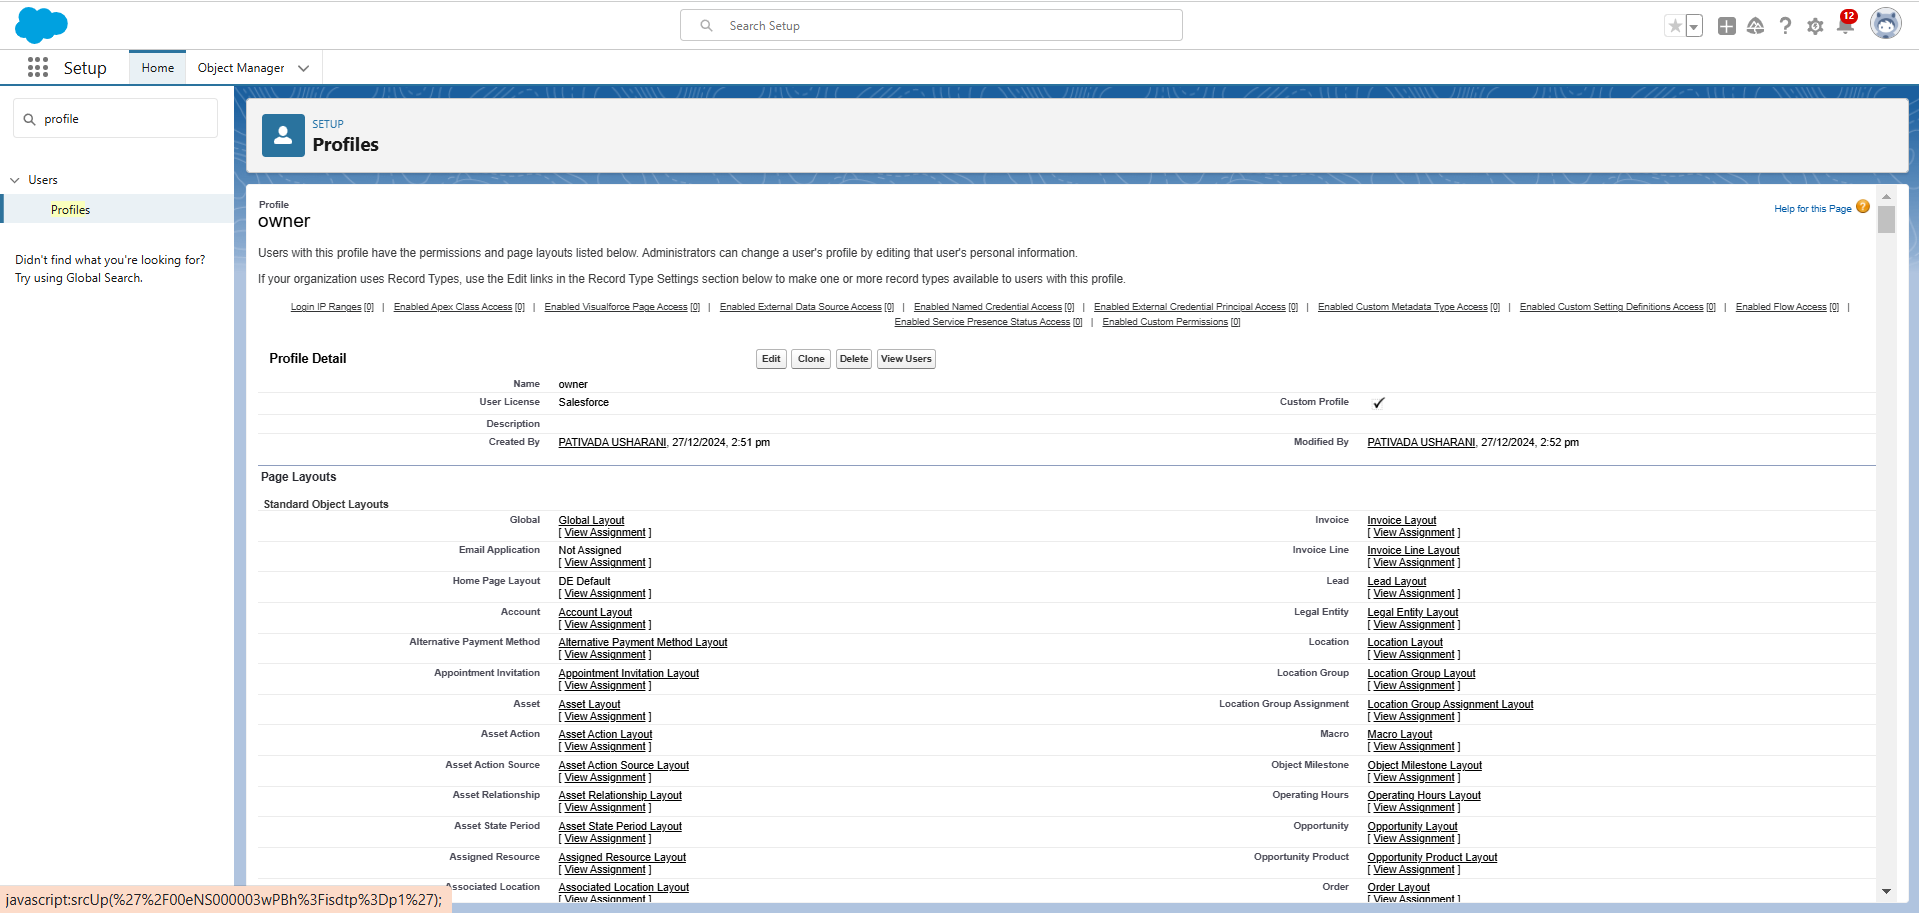 Search Setup
12
Setup
Home
Object Manager
profile
Users
Profiles
Didn't find what you're looking for?
Try using Global Search.
SETUP
Profiles
Profile
owner
Help for this Page
Users with this profile have the permissions and page layouts listed below. Administrators can change a user's profile by editing that user's personal information.
If your organization uses Record Types, use the Edit links in the Record Type Settings section below to make one or more record types available to users with this profile.
Login IP Ranges [0] | Enabled Apex Class Access [0] | Enabled Visualforce Page Access [0] | Enabled External Data Source Access [0] | Enabled Named Credential Access [0] | Enabled External Credential Principal Access [0] | Enabled Custom Metadata Type Access [0] | Enabled Custom Setting Definitions Access [0] | Enabled Flow Access [0] |
Enabled Service Presence Status Access [0] | Enabled Custom Permissions [0]
Profile Detail Edit Clone Delete View Users
Name owner
User License Salesforce Custom Profile ✓
Description
Created By PATIVADA USHARANI, 27/12/2024, 2:51 pm Modified By PATIVADA USHARANI, 27/12/2024, 2:52 pm
Page Layouts
Standard Object Layouts
Global Global Layout Invoice Invoice Layout
[ View Assignment ] [ View Assignment ]
Email Application Not Assigned Invoice Line Invoice Line Layout
[ View Assignment ] [ View Assignment ]
Home Page Layout DE Default Lead Lead Layout
[ View Assignment ] [ View Assignment ]
Account Account Layout Legal Entity Legal Entity Layout
[ View Assignment ] [ View Assignment ]
Alternative Payment Method Alternative Payment Method Layout Location Location Layout
[ View Assignment ] [ View Assignment ]
Appointment Invitation Appointment Invitation Layout Location Group Location Group Layout
[ View Assignment ] [ View Assignment ]
Asset Asset Layout Location Group Assignment Location Group Assignment Layout
[ View Assignment ] [ View Assignment ]
Asset Action Asset Action Layout Macro Macro Layout
[ View Assignment ] [ View Assignment ]
Asset Action Source Asset Action Source Layout Object Milestone Object Milestone Layout
[ View Assignment ] [ View Assignment ]
Asset Relationship Asset Relationship Layout Operating Hours Operating Hours Layout
[ View Assignment ] [ View Assignment ]
Asset State Period Asset State Period Layout Opportunity Opportunity Layout
[ View Assignment ] [ View Assignment ]
Assigned Resource Assigned Resource Layout Opportunity Product Opportunity Product Layout
[ View Assignment ] [ View Assignment ]
Associated Location Associated Location Layout Order Order Layout
[ View Assignment ] [ View Assignment ]
javascript:srcUp(%27%2F00eNS000003wPBh%3Fisdtp%3Dp1%27);